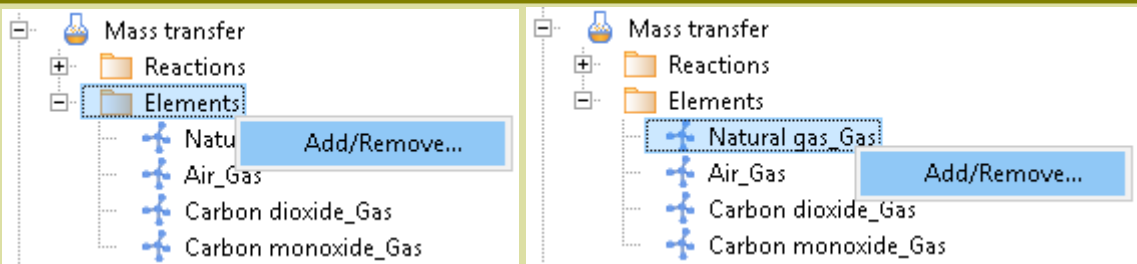 Mass transfer
Reactions
Elements
Natu
Add/Remove...
Air_Gas
Carbon dioxide_Gas
Carbon monoxide_Gas
Mass transfer
Reactions
Elements
Natural gas_Gas
Air_Gas
Add/Remove...
Carbon dioxide_Gas
Carbon monoxide_Gas